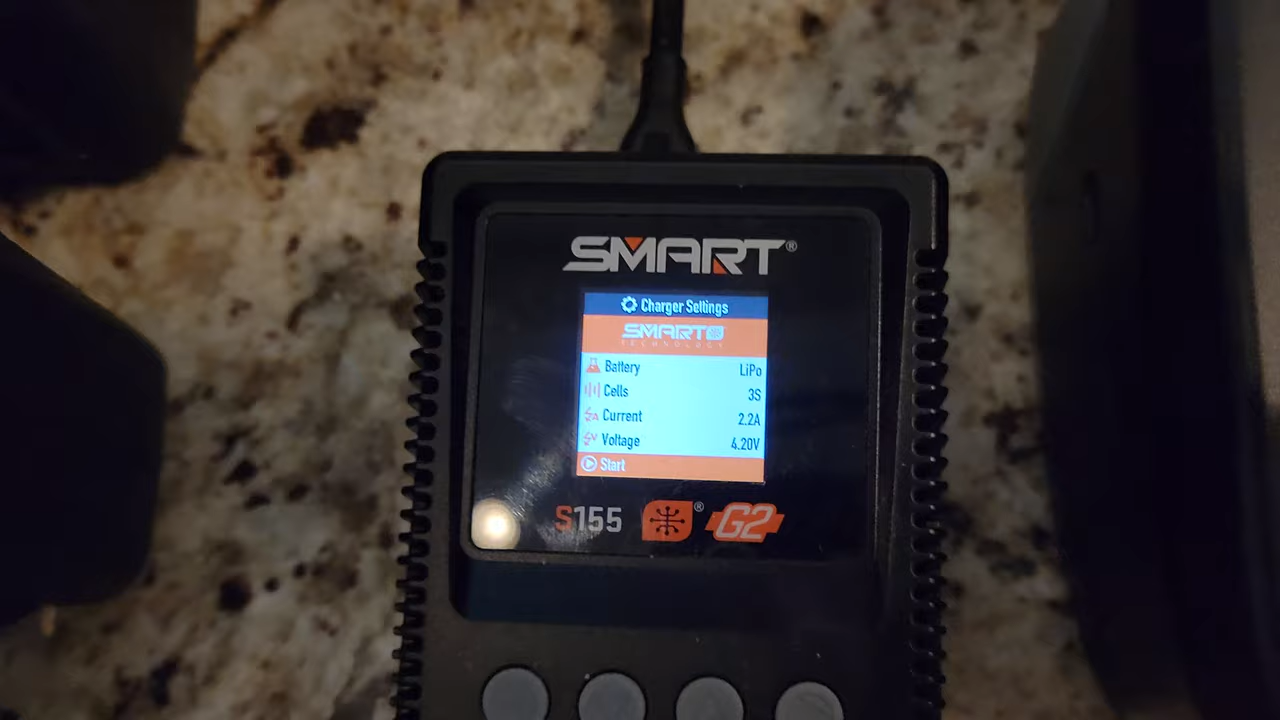 SMART®
Charger Settings
SMART
TECHNOLOGY
Battery LiPo
Cells 3S
Current 2.2A
Voltage 4.20V
Start
S155 ® G2